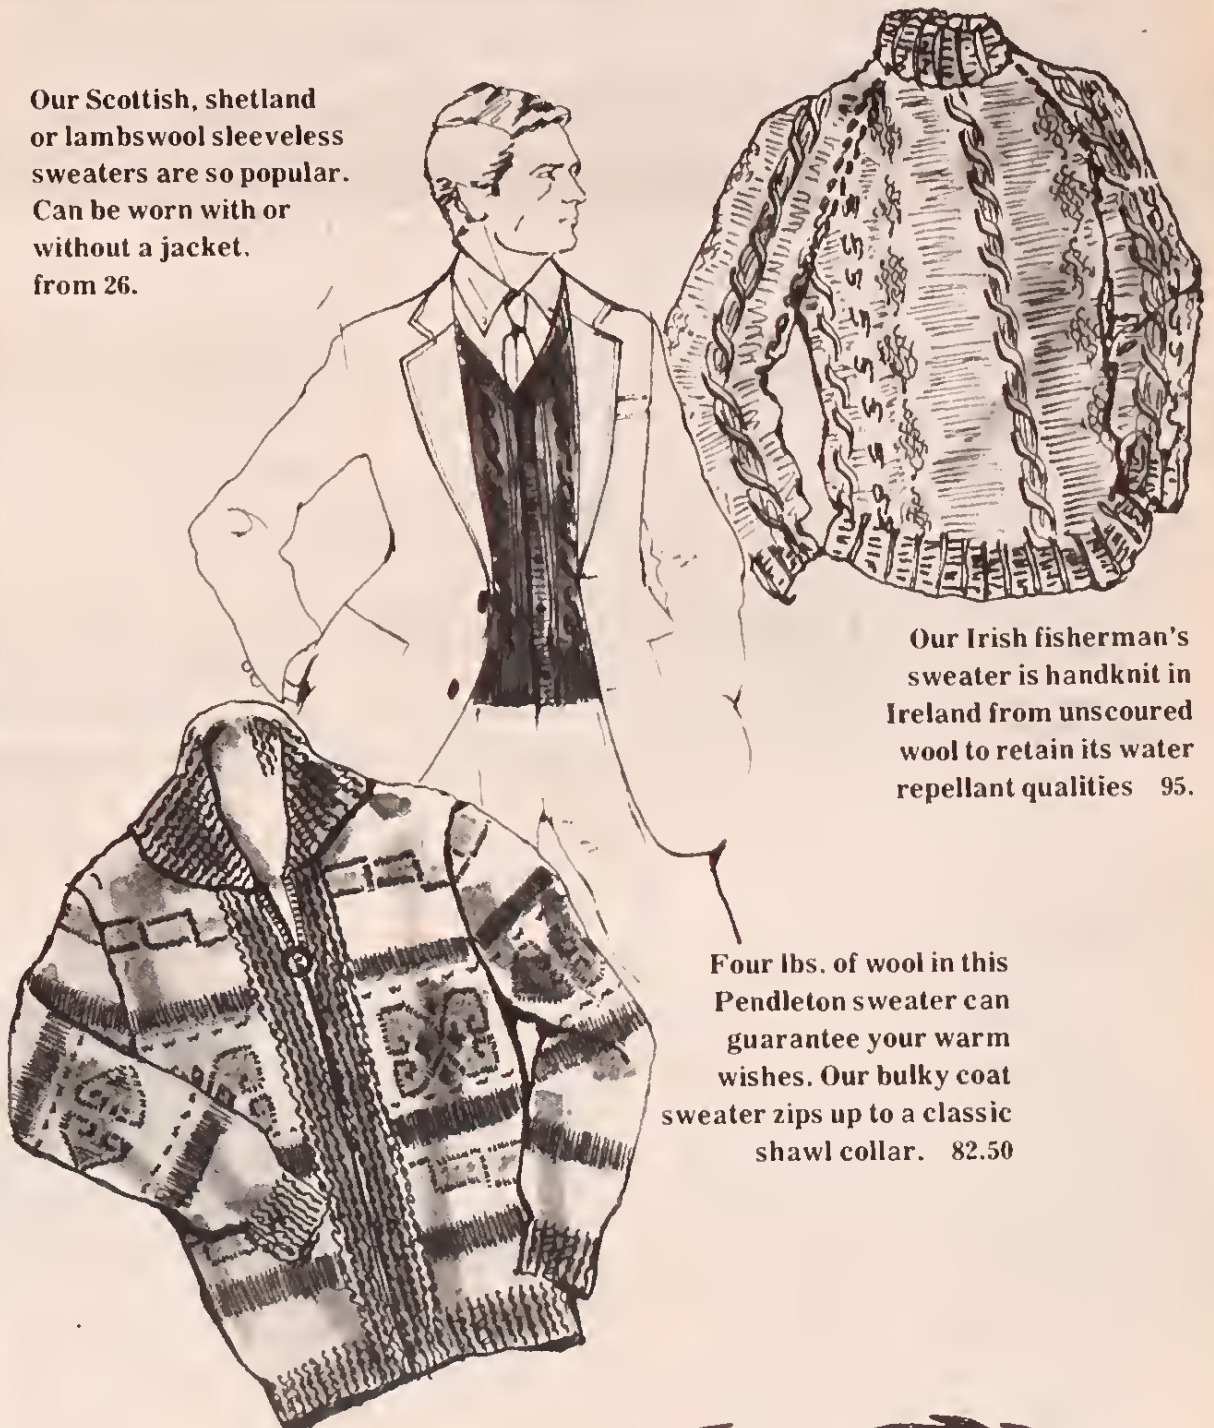 Our Scottish, shetland
or lambswool sleeveless
sweaters are so popular.
Can be worn with or
without a jacket.
from 26.
Our Irish fisherman's
sweater is handknit in
Ireland from unscoured
wool to retain its water
repellant qualities 95.
Four lbs. of wool in this
Pendleton sweater can
guarantee your warm
wishes. Our bulky coat
sweater zips up to a classic
shawl collar. 82.50